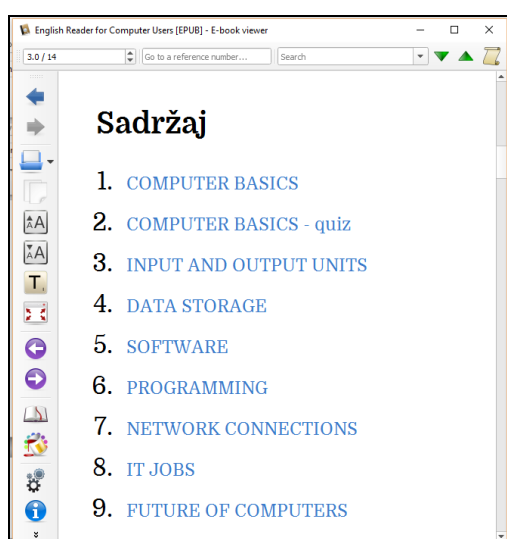 English Reader for Computer Users [EPUB] - E-book viewer
3.0 / 14
Go to a reference number...
Search
Sadržaj
1. COMPUTER BASICS
2. COMPUTER BASICS - quiz
3. INPUT AND OUTPUT UNITS
4. DATA STORAGE
5. SOFTWARE
6. PROGRAMMING
7. NETWORK CONNECTIONS
8. IT JOBS
9. FUTURE OF COMPUTERS